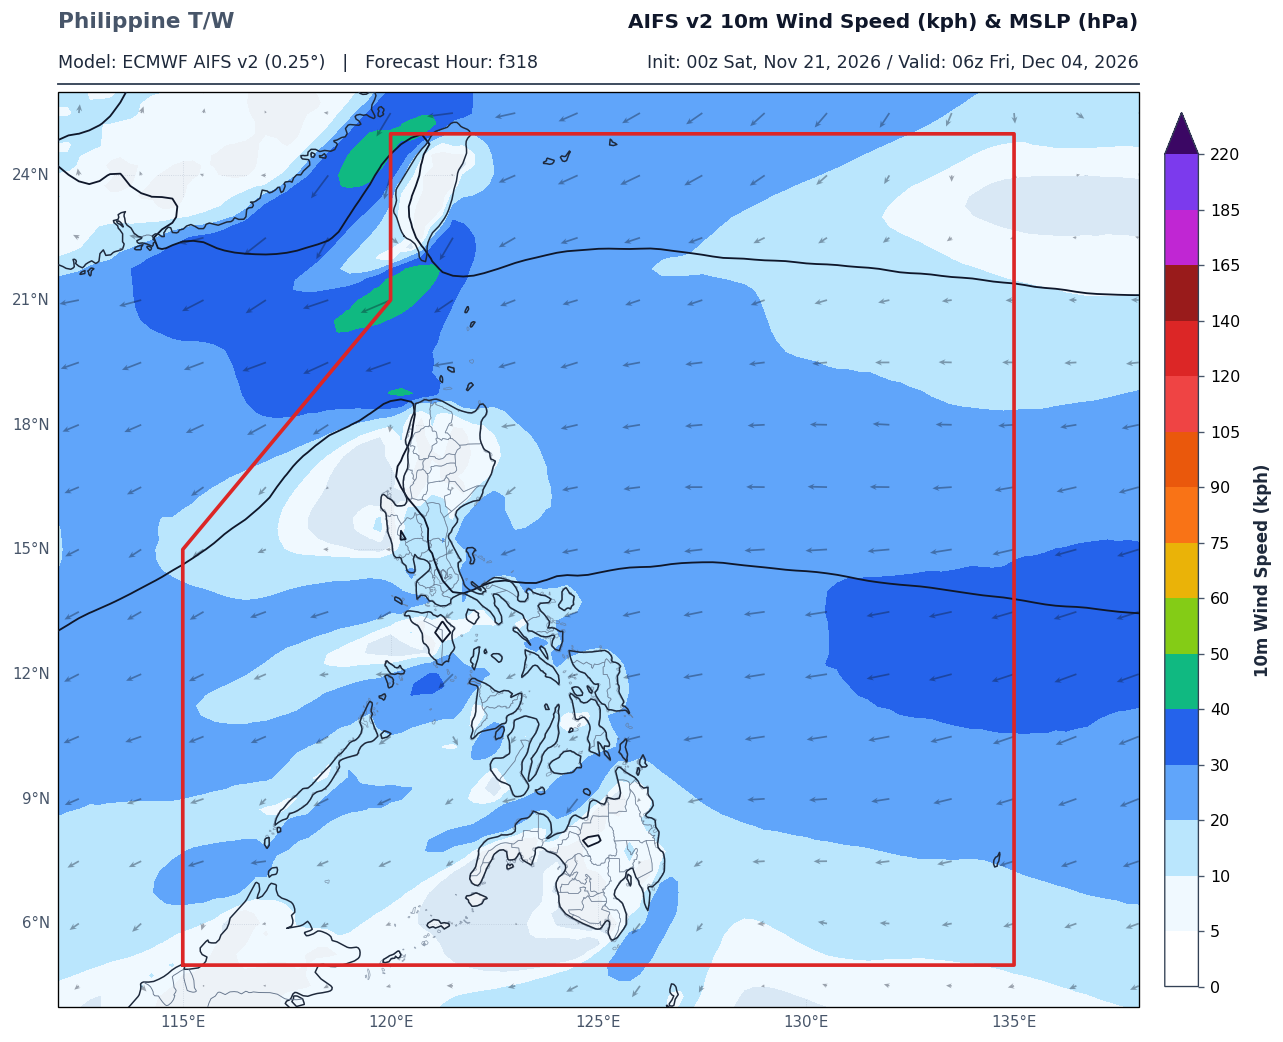 Philippine T/W
AIFS v2 10m Wind Speed (kph) & MSLP (hPa)
Model: ECMWF AIFS v2 (0.25°)   |   Forecast Hour: f318
Init: 00z Sat, Nov 21, 2026 / Valid: 06z Fri, Dec 04, 2026
24°N
21°N
18°N
15°N
12°N
9°N
6°N
115°E
120°E
125°E
130°E
135°E
220
185
165
140
120
105
90
75
60
50
40
30
20
10
5
0
10m Wind Speed (kph)